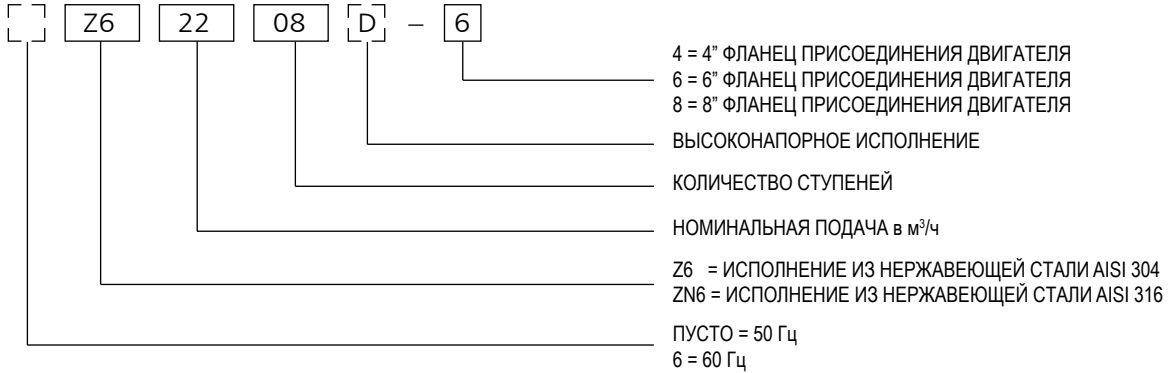 Z6 22 08 D – 6
4 = 4” ФЛАНЕЦ ПРИСОЕДИНЕНИЯ ДВИГАТЕЛЯ
6 = 6” ФЛАНЕЦ ПРИСОЕДИНЕНИЯ ДВИГАТЕЛЯ
8 = 8” ФЛАНЕЦ ПРИСОЕДИНЕНИЯ ДВИГАТЕЛЯ
ВЫСОКОНАПОРНОЕ ИСПОЛНЕНИЕ
КОЛИЧЕСТВО СТУПЕНЕЙ
НОМИНАЛЬНАЯ ПОДАЧА в м³/ч
Z6 = ИСПОЛНЕНИЕ ИЗ НЕРЖАВЕЮЩЕЙ СТАЛИ AISI 304
ZN6 = ИСПОЛНЕНИЕ ИЗ НЕРЖАВЕЮЩЕЙ СТАЛИ AISI 316
ПУСТО = 50 Гц
6 = 60 Гц